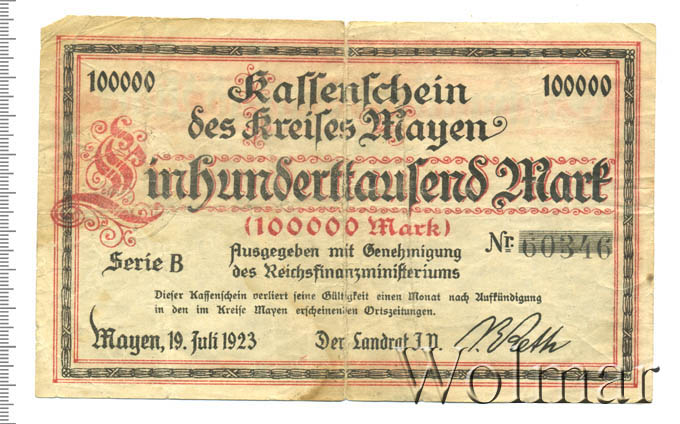 100000 Kassenschein 100000
des Kreises Mayen
Einhunderttausend Mark
(100000 Mark)
Serie B
Ausgegeben mit Genehmigung
des Reichsfinanzministeriums
Nr. 60346
Dieser Kassenschein verliert seine Gültigkeit einen Monat nach Aufkündigung
in den im Kreise Mayen erscheinenden Ortszeitungen.
Mayen, 19. Juli 1923 Der Landrat J.V.
Wolmar